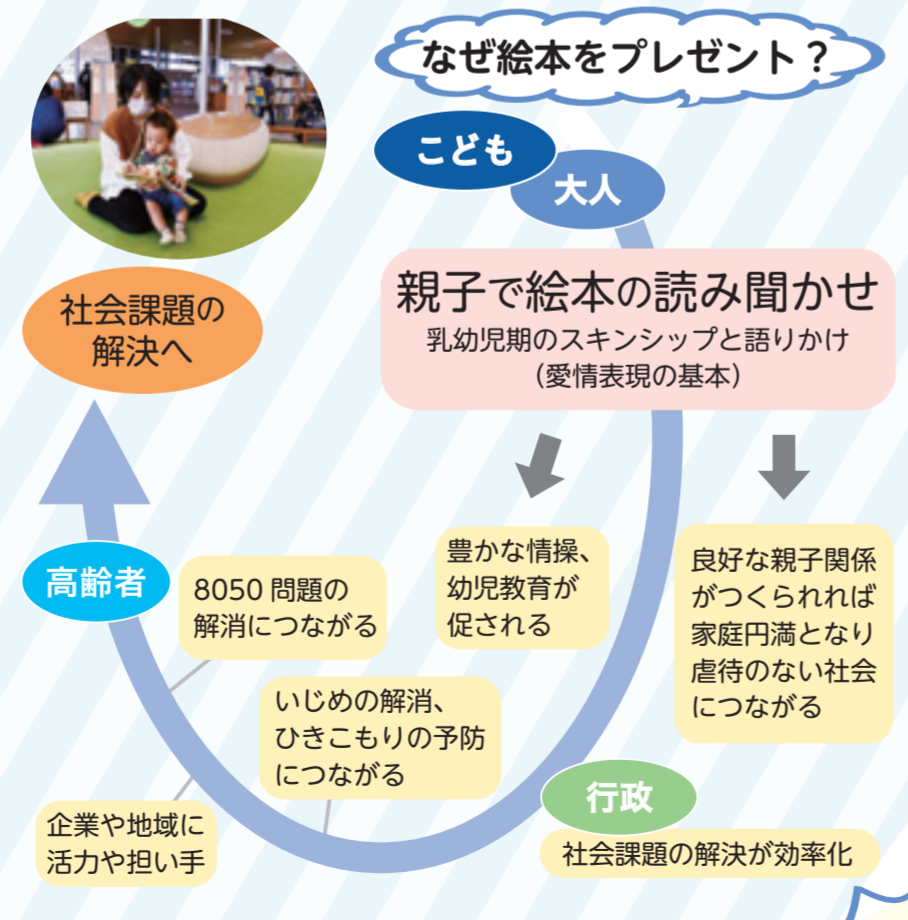 なぜ絵本をプレゼント？
こども
大人
親子で絵本の読み聞かせ
乳幼児期のスキンシップと語りかけ
（愛情表現の基本）
社会課題の
解決へ
豊かな情操、
幼児教育が
促される
良好な親子関係
がつくられれば
家庭円満となり
虐待のない社会
につながる
高齢者
8050 問題の
解消につながる
いじめの解消、
ひきこもりの予防
につながる
企業や地域に
活力や担い手
行政
社会課題の解決が効率化